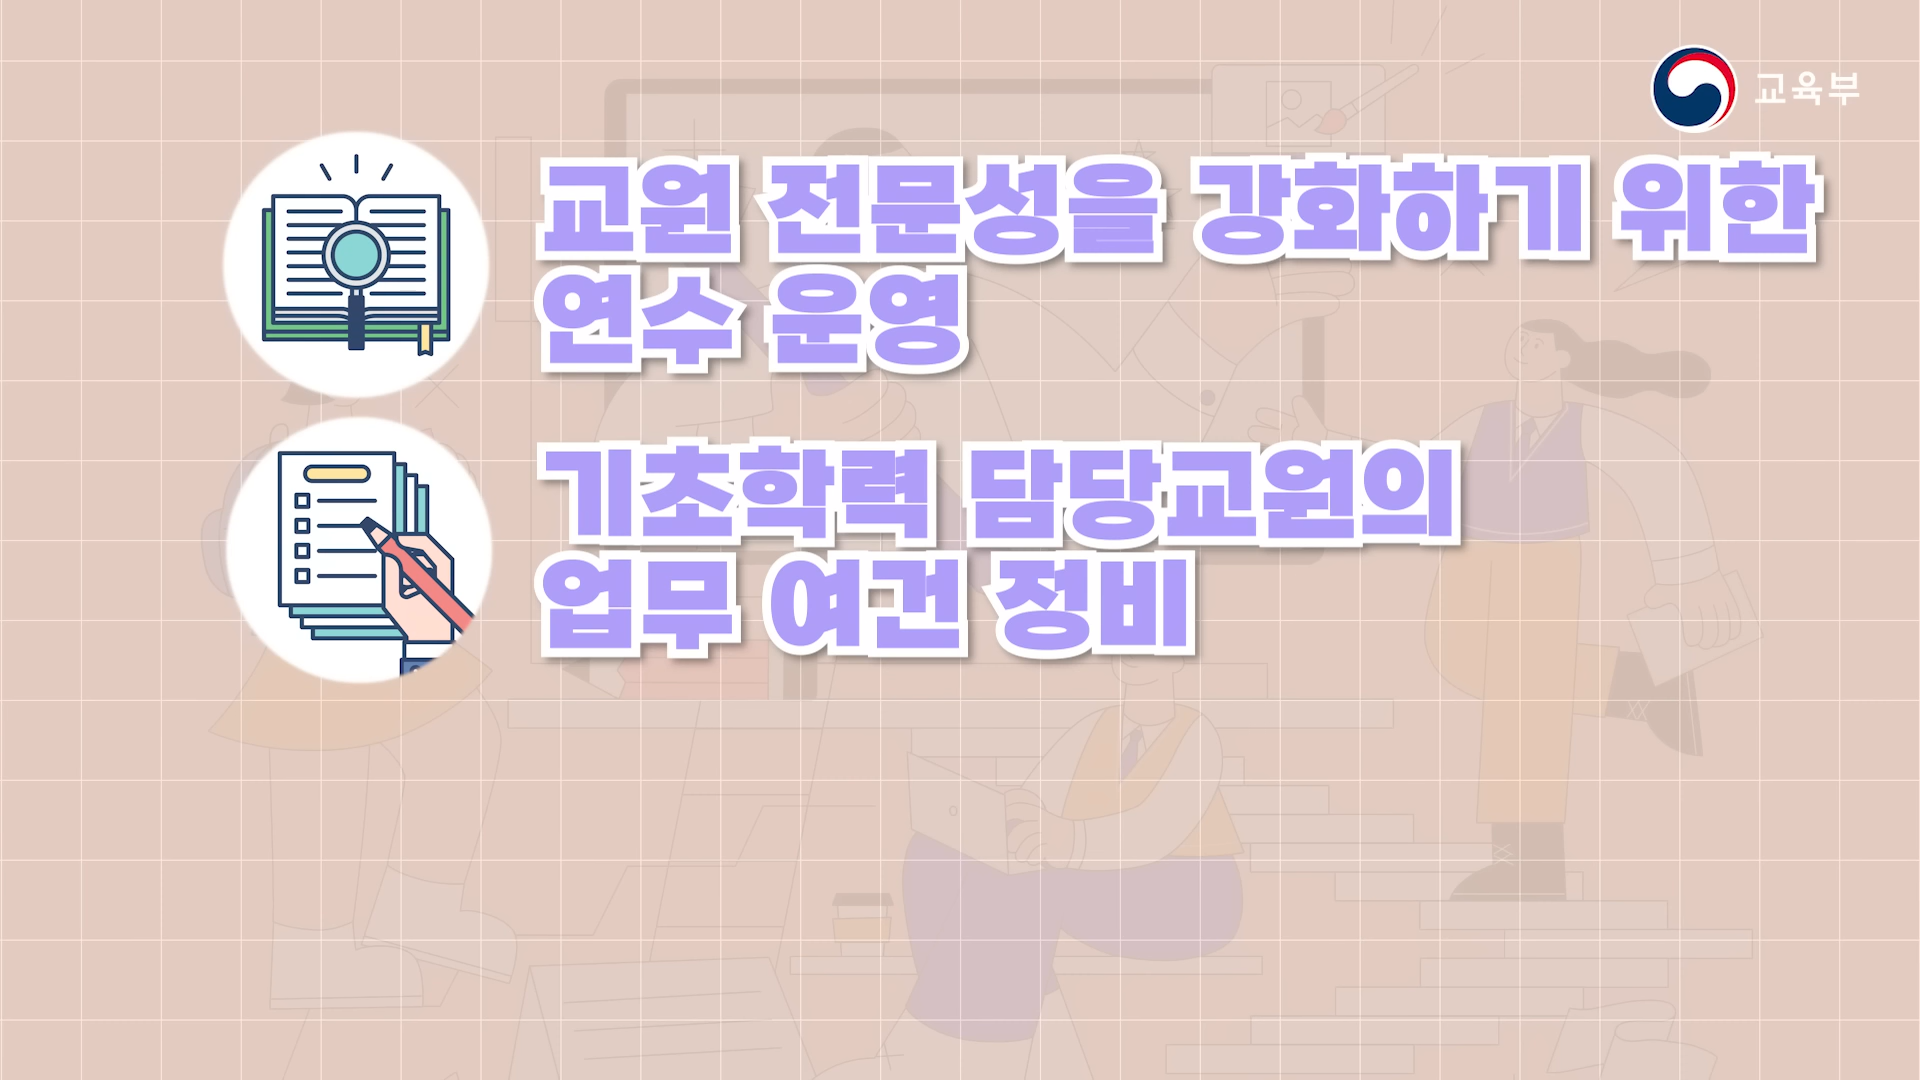 교육부
교원 전문성을 강화하기 위한
연수 운영
기초학력 담당교원의
업무 여건 정비